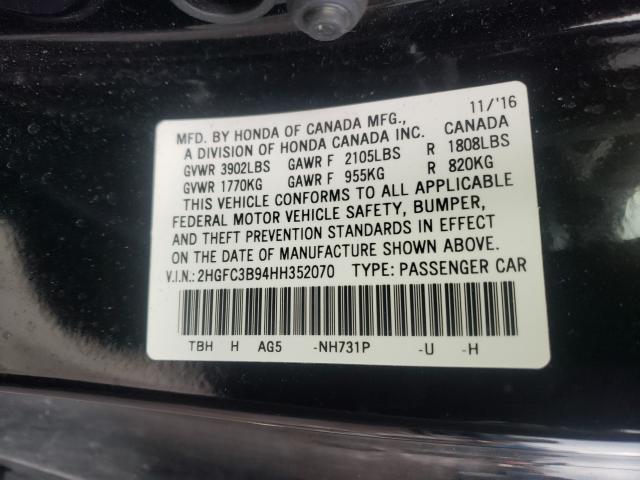 11/'16
MFD. BY HONDA OF CANADA MFG.,
A DIVISION OF HONDA CANADA INC. CANADA
GVWR 3902LBS GAWR F 2105LBS R 1808LBS
GVWR 1770KG GAWR F 955KG R 820KG
THIS VEHICLE CONFORMS TO ALL APPLICABLE
FEDERAL MOTOR VEHICLE SAFETY, BUMPER,
AND THEFT PREVENTION STANDARDS IN EFFECT
ON THE DATE OF MANUFACTURE SHOWN ABOVE.
V.I.N.: 2HGFC3B94HH352070 TYPE: PASSENGER CAR
TBH H AG5 -NH731P -U -H